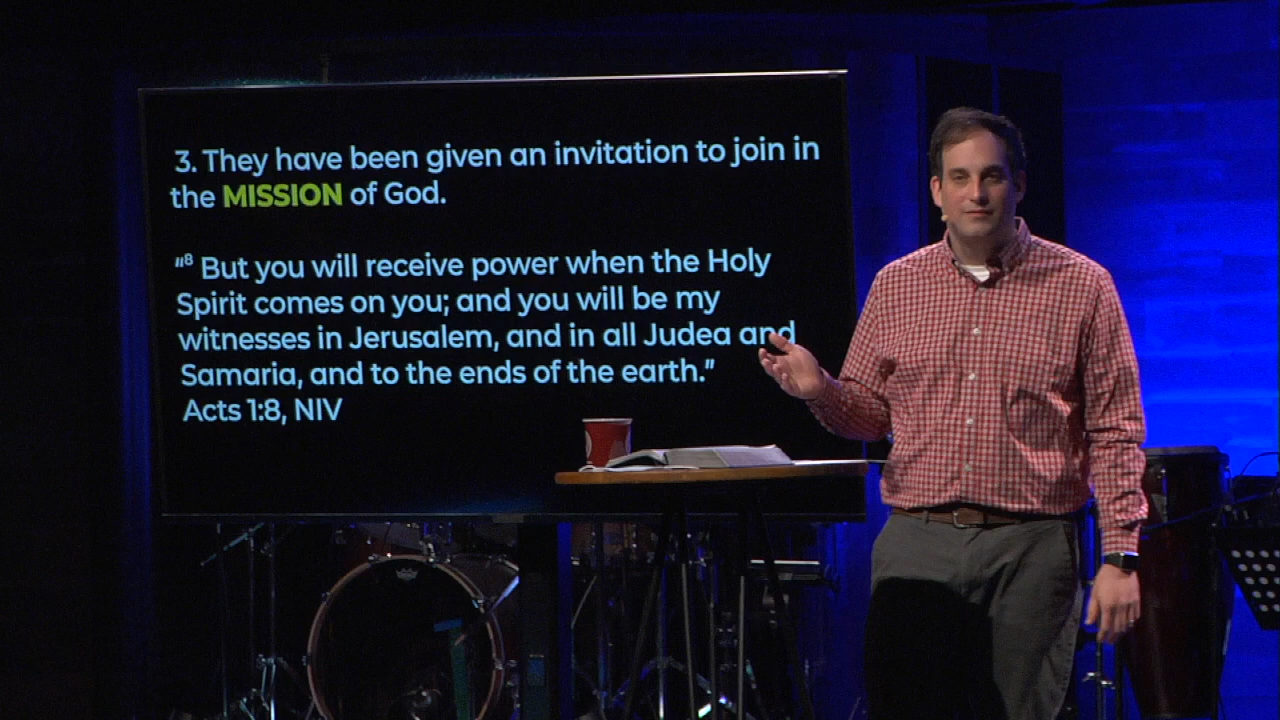 3. They have been given an invitation to join in
the MISSION of God.
"⁸ But you will receive power when the Holy
Spirit comes on you; and you will be my
witnesses in Jerusalem, and in all Judea and
Samaria, and to the ends of the earth."
Acts 1:8, NIV